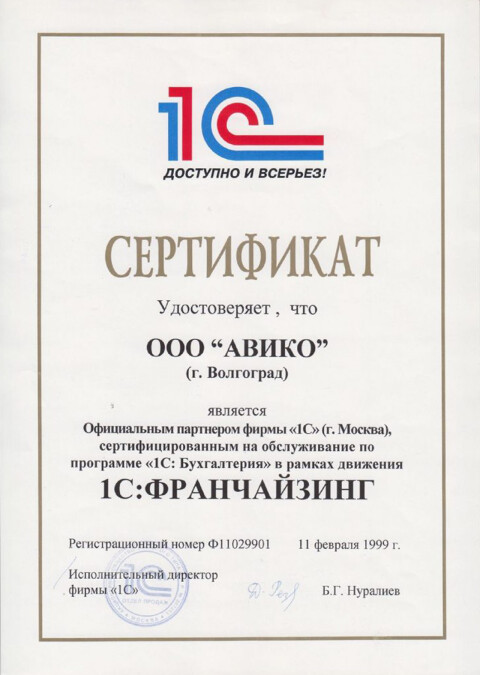 1С
ДОСТУПНО И ВСЕРЬЕЗ!
СЕРТИФИКАТ
Удостоверяет , что
ООО “АВИКО”
(г. Волгоград)
является
Официальным партнером фирмы «1С» (г. Москва),
сертифицированным на обслуживание по
программе «1С: Бухгалтерия» в рамках движения
1С:ФРАНЧАЙЗИНГ
Регистрационный номер Ф11029901 11 февраля 1999 г.
Исполнительный директор
фирмы «1С» Б.Г. Нуралиев